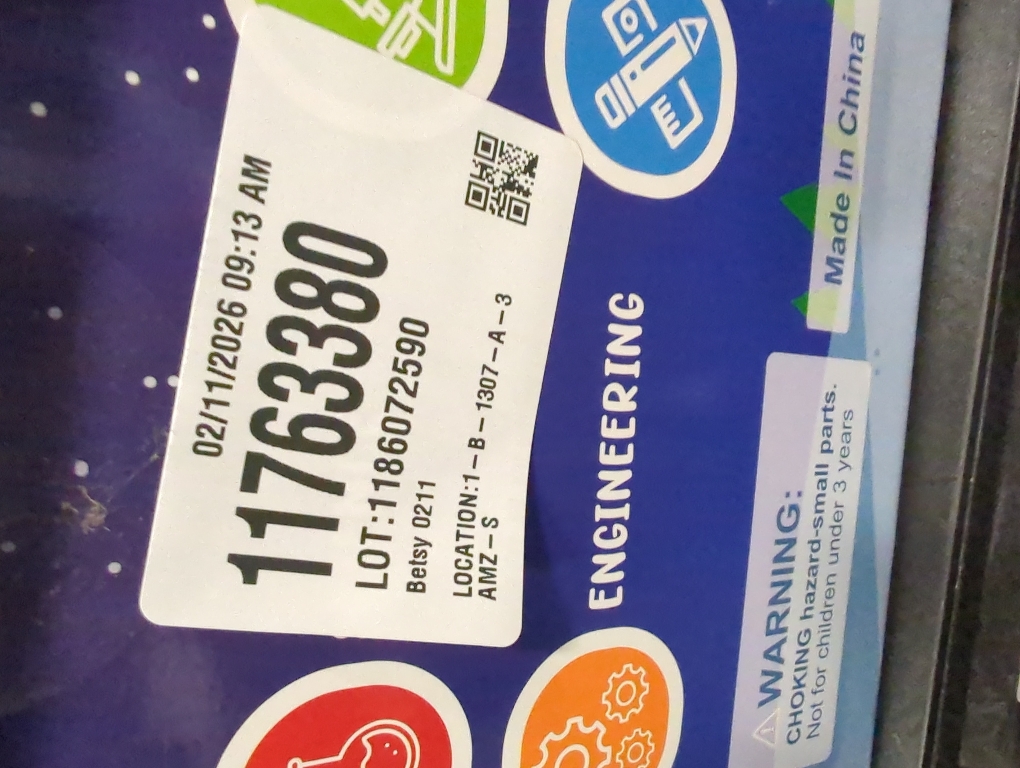 02/11/2026 09:13 AM
11763380
LOT:1186072590
Betsy 0211
LOCATION:1-B-1307-A-3
AMZ-S
ENGINEERING
WARNING:
CHOKING hazard-small parts.
Not for children under 3 years
Made In China